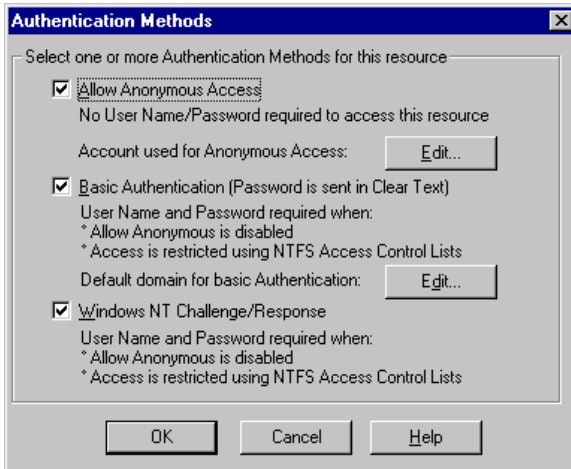 Authentication Methods
Select one or more Authentication Methods for this resource
Allow Anonymous Access
No User Name/Password required to access this resource
Account used for Anonymous Access: Edit...
Basic Authentication (Password is sent in Clear Text)
User Name and Password required when:
* Allow Anonymous is disabled
* Access is restricted using NTFS Access Control Lists
Default domain for basic Authentication: Edit...
Windows NT Challenge/Response
User Name and Password required when:
* Allow Anonymous is disabled
* Access is restricted using NTFS Access Control Lists
OK Cancel Help